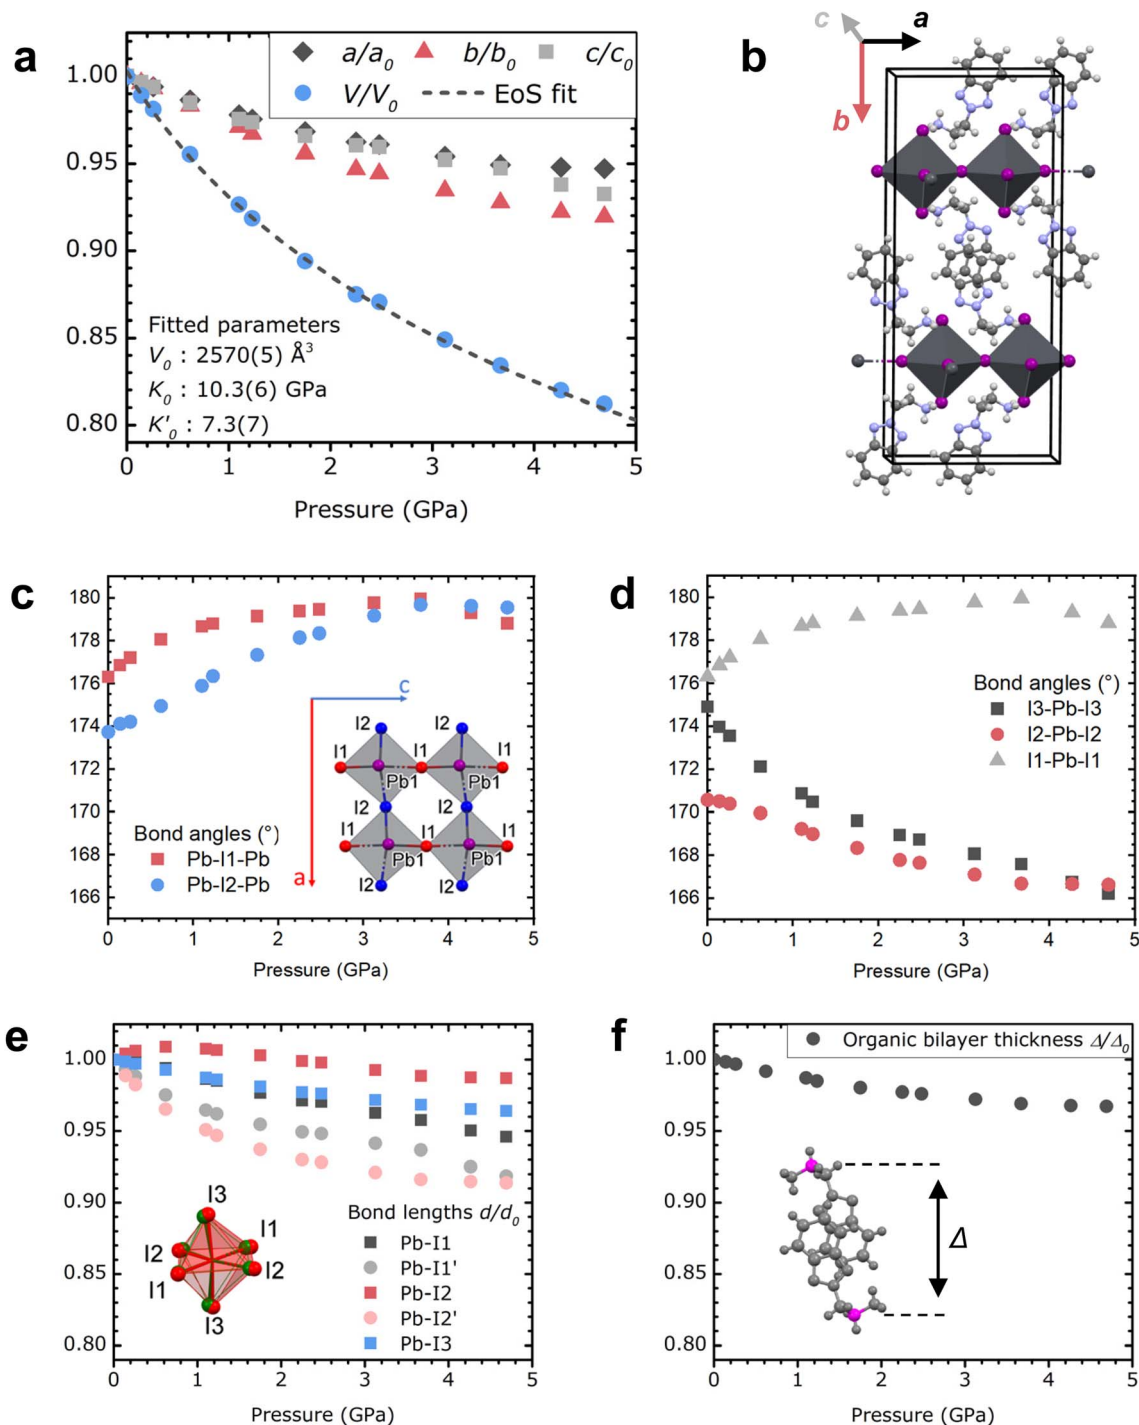 a
a/a₀ b/b₀ c/c₀
V/V₀ EoS fit
1.00
0.95
0.90
0.85
0.80
Fitted parameters
V₀ : 2570(5) Å³
K₀ : 10.3(6) GPa
K'₀ : 7.3(7)
0 1 2 3 4 5
Pressure (GPa)
b
c
a
b
c
180
178
176
174
172
170
168
166
c
I2 I2
I1 I1 I1
Pb1 Pb1
I2 I2
I1 I1 I1
Pb1 Pb1
I2 I2
a
Bond angles (°)
Pb-I1-Pb
Pb-I2-Pb
0 1 2 3 4 5
Pressure (GPa)
d
180
178
176
174
172
170
168
166
Bond angles (°)
I3-Pb-I3
I2-Pb-I2
I1-Pb-I1
0 1 2 3 4 5
Pressure (GPa)
e
1.00
0.95
0.90
0.85
0.80
I3
I1
I2
I2
I1
I3
Bond lengths d/d₀
Pb-I1
Pb-I1'
Pb-I2
Pb-I2'
Pb-I3
0 1 2 3 4 5
Pressure (GPa)
f
Organic bilayer thickness Δ/Δ₀
1.00
0.95
0.90
0.85
0.80
Δ
0 1 2 3 4 5
Pressure (GPa)